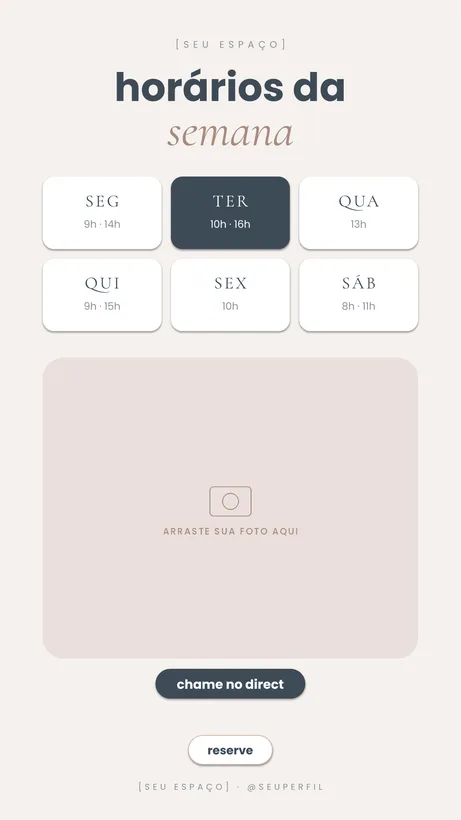 [SEU ESPAÇO]
horários da
semana
SEG
9h · 14h
TER
10h · 16h
QUA
13h
QUI
9h · 15h
SEX
10h
SÁB
8h · 11h
ARRASTE SUA FOTO AQUI
chame no direct
reserve
[SEU ESPAÇO] · @SEUPERFIL